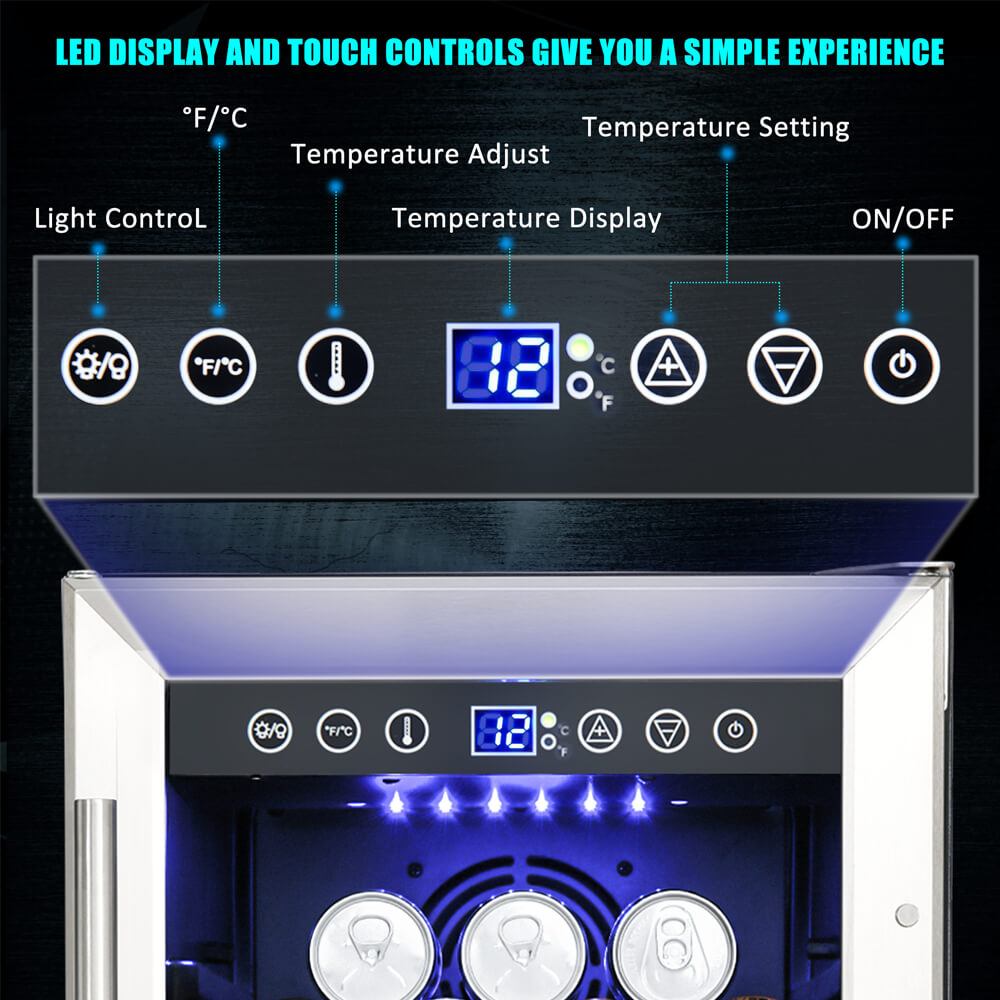 LED DISPLAY AND TOUCH CONTROLS GIVE YOU A SIMPLE EXPERIENCE
°F/°C
Temperature Adjust
Temperature Setting
Light ControL
Temperature Display
ON/OFF
°F/°C
12
°C
°F
°F/°C
12
°C
°F